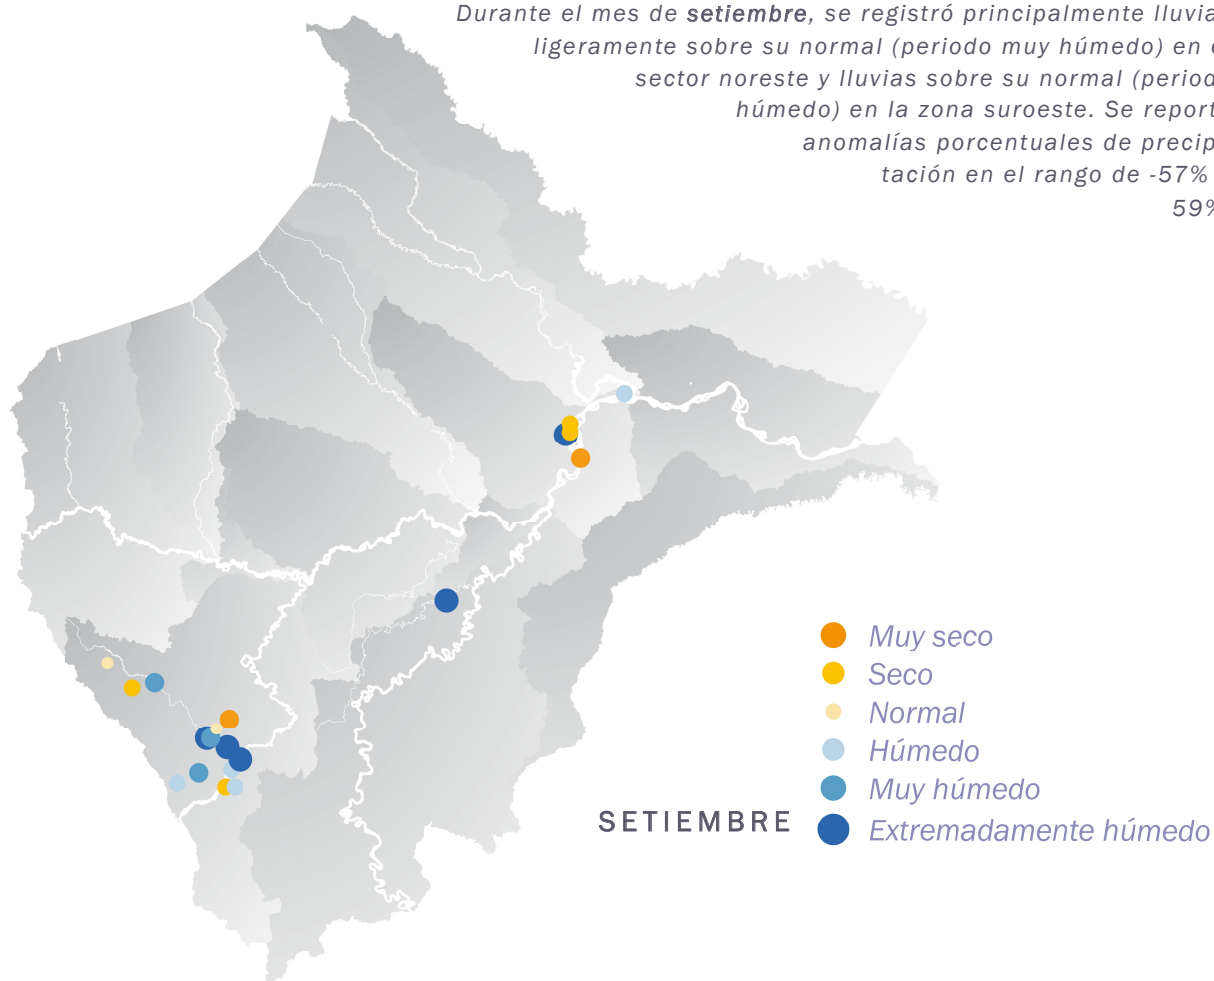 Durante el mes de setiembre, se registró principalmente lluvia
ligeramente sobre su normal (periodo muy húmedo) en e
sector noreste y lluvias sobre su normal (period
húmedo) en la zona suroeste. Se report
anomalías porcentuales de precip
tación en el rango de -57%
59%
Muy seco
Seco
Normal
Húmedo
Muy húmedo
SETIEMBRE
Extremadamente húmedo